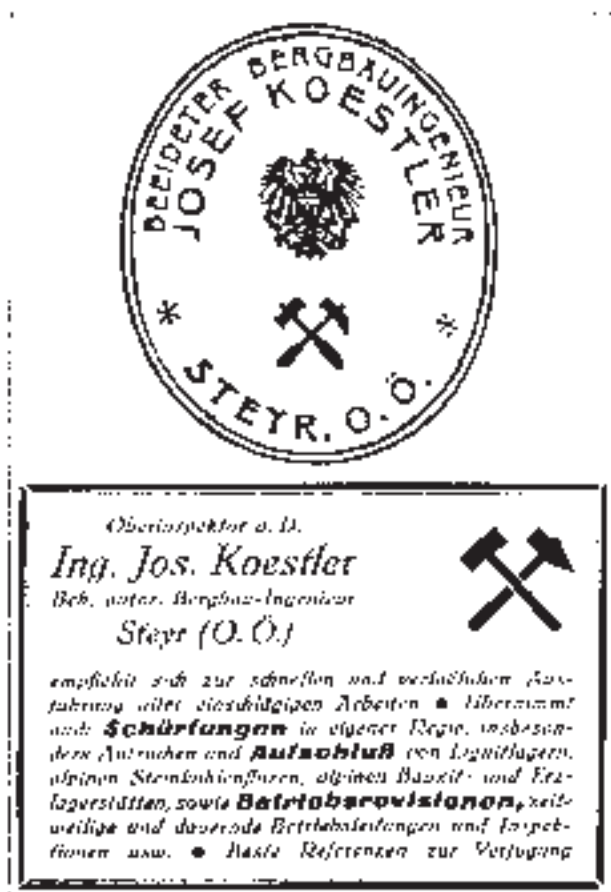 BEEIDETER BERGBAUINGENIEUR
JOSEF KOESTLER
STEYR, O.Ö.
Oberinspektor a. D.
Ing. Jos. Koestler
Beh. autor. Bergbau-Ingenieur
Steyr (O. Ö.)
empfiehlt sich zur schnellen und verläßlichen Aus-
führung aller einschlägigen Arbeiten ● Übernimmt
auch Schürfungen in eigener Regie, insbeson-
dere Aufsuchen und Aufschluß von Lignitlagern,
alpinen Steinkohlenflözen, alpinen Bauxit- und Erz-
lagerstätten, sowie Betriebsrevisionen, zeit-
weilige und dauernde Betriebsleitungen und Inspek-
tionen usw. ● Beste Referenzen zur Verfügung